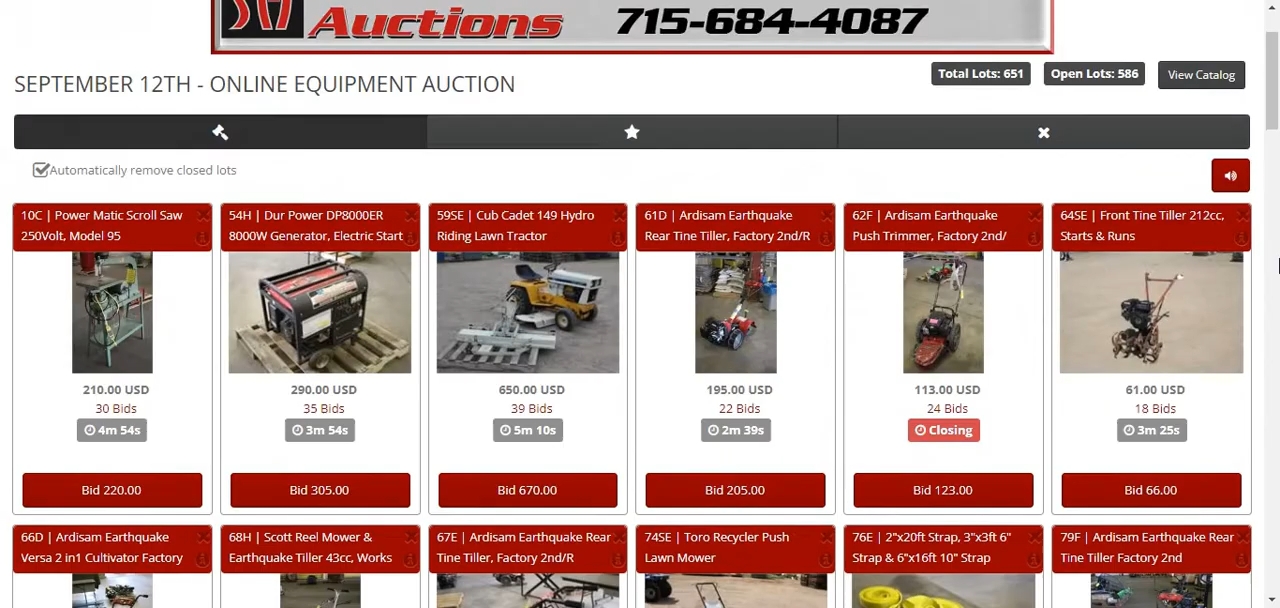 Auctions 715-684-4087
SEPTEMBER 12TH - ONLINE EQUIPMENT AUCTION
Total Lots: 651 Open Lots: 586 View Catalog
Automatically remove closed lots
10C | Power Matic Scroll Saw
250Volt, Model 95
210.00 USD
30 Bids
4m 54s
Bid 220.00
54H | Dur Power DP8000ER
8000W Generator, Electric Start
290.00 USD
35 Bids
3m 54s
Bid 305.00
59SE | Cub Cadet 149 Hydro
Riding Lawn Tractor
650.00 USD
39 Bids
5m 10s
Bid 670.00
61D | Ardisam Earthquake
Rear Tine Tiller, Factory 2nd/R
195.00 USD
22 Bids
2m 39s
Bid 205.00
62F | Ardisam Earthquake
Push Trimmer, Factory 2nd/
113.00 USD
24 Bids
Closing
Bid 123.00
64SE | Front Tine Tiller 212cc,
Starts & Runs
61.00 USD
18 Bids
3m 25s
Bid 66.00
66D | Ardisam Earthquake
Versa 2 in1 Cultivator Factory
68H | Scott Reel Mower &
Earthquake Tiller 43cc, Works
67E | Ardisam Earthquake Rear
Tine Tiller, Factory 2nd/R
74SE | Toro Recycler Push
Lawn Mower
76E | 2"x20ft Strap, 3"x3ft 6"
Strap & 6"x16ft 10" Strap
79F | Ardisam Earthquake Rear
Tine Tiller Factory 2nd